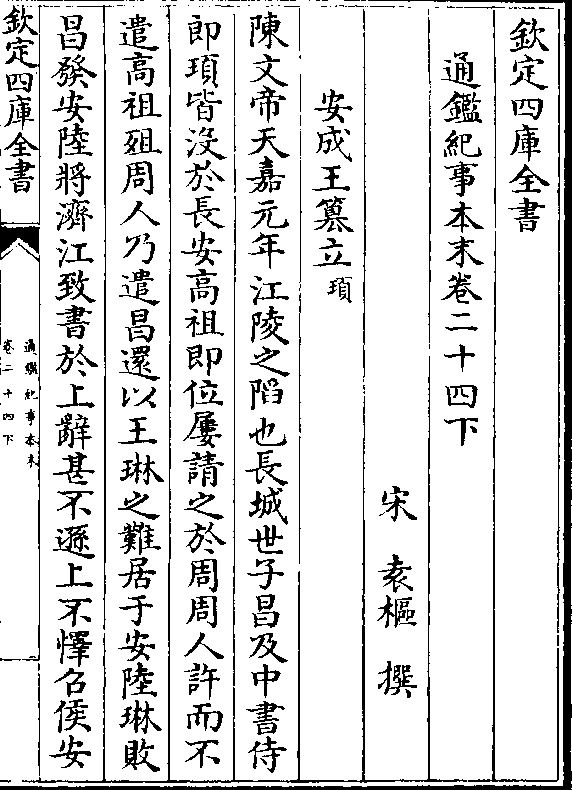 欽定四庫全書
通鑑紀事本末卷二十四下
宋 袁樞 撰
安成王篡立頊
陳文帝天嘉元年江陵之陷也長城世子昌及中書侍
郎頊皆沒於長安高祖即位屢請之於周周人許而不
遣高祖殂周人乃遣昌還以王琳之難居于安陸琳敗
昌發安陸將濟江致書於上辭甚不遜上不懌召侯安
欽定四庫全書
通鑑紀事本末
卷二十四下